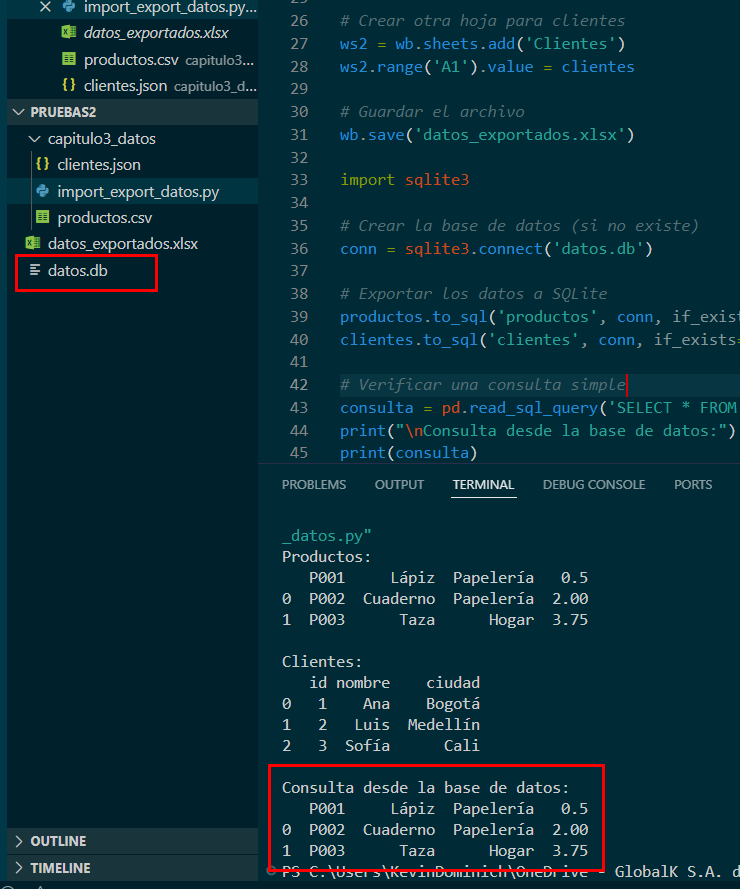 import_export_datos.py...
datos_exportados.xlsx
productos.csv capitulo3_...
{} clientes.json capitulo3_d...
PRUEBAS2
capitulo3_datos
{} clientes.json
import_export_datos.py
productos.csv
datos_exportados.xlsx
datos.db
OUTLINE
TIMELINE
25
26 # Crear otra hoja para clientes
27 ws2 = wb.sheets.add('Clientes')
28 ws2.range('A1').value = clientes
29
30 # Guardar el archivo
31 wb.save('datos_exportados.xlsx')
32
33 import sqlite3
34
35 # Crear la base de datos (si no existe)
36 conn = sqlite3.connect('datos.db')
37
38 # Exportar los datos a SQLite
39 productos.to_sql('productos', conn, if_exist
40 clientes.to_sql('clientes', conn, if_exists=
41
42 # Verificar una consulta simple
43 consulta = pd.read_sql_query('SELECT * FROM
44 print("\nConsulta desde la base de datos:")
45 print(consulta)
PROBLEMS OUTPUT TERMINAL DEBUG CONSOLE PORTS
_datos.py"
Productos:
P001 Lápiz Papelería 0.5
0 P002 Cuaderno Papelería 2.00
1 P003 Taza Hogar 3.75
Clientes:
id nombre ciudad
0 1 Ana Bogotá
1 2 Luis Medellín
2 3 Sofía Cali
Consulta desde la base de datos:
P001 Lápiz Papelería 0.5
0 P002 Cuaderno Papelería 2.00
1 P003 Taza Hogar 3.75
PS C:\Users\KevinDominich\OneDrive - GlobalK S.A. d